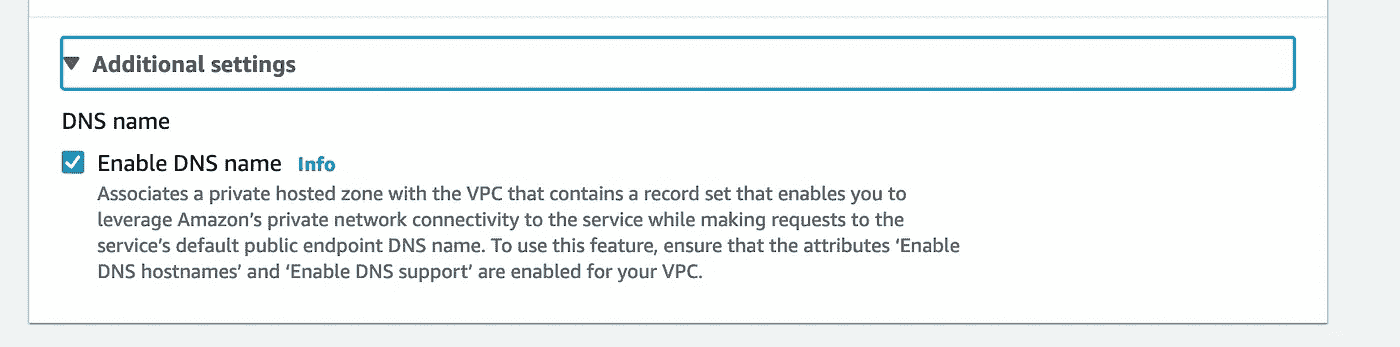 Additional settings
DNS name
Enable DNS name Info
Associates a private hosted zone with the VPC that contains a record set that enables you to
leverage Amazon’s private network connectivity to the service while making requests to the
service’s default public endpoint DNS name. To use this feature, ensure that the attributes ‘Enable
DNS hostnames’ and ‘Enable DNS support’ are enabled for your VPC.